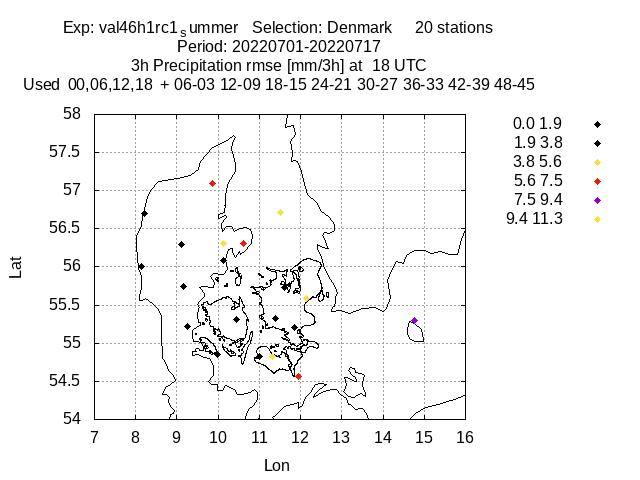 Exp: val46h1rc1summer Selection: Denmark 20 stations
Period: 20220701-20220717
3h Precipitation rmse [mm/3h] at 18 UTC
Used 00,06,12,18 + 06-03 12-09 18-15 24-21 30-27 36-33 42-39 48-45
0.0 1.9
1.9 3.8
3.8 5.6
5.6 7.5
7.5 9.4
9.4 11.3
58
57.5
57
56.5
56
55.5
55
54.5
54
Lat
7 8 9 10 11 12 13 14 15 16
Lon